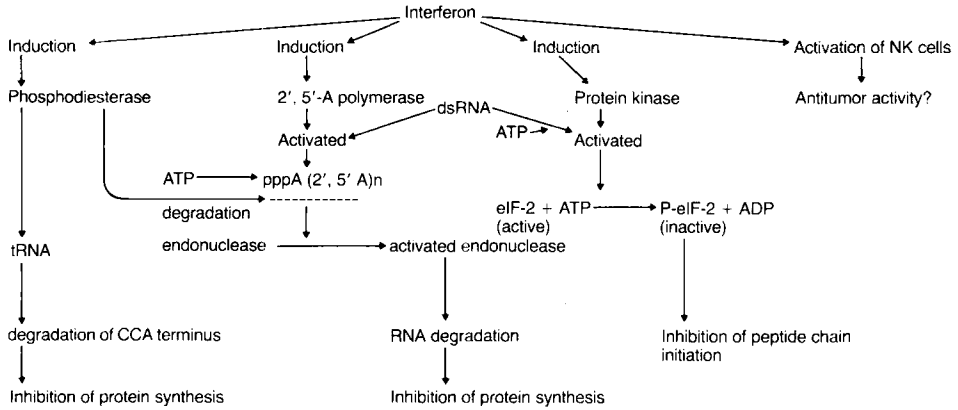 Interferon
Induction
Induction
Induction
Activation of NK cells
Phosphodiesterase
2', 5'-A polymerase
dsRNA
Protein kinase
Antitumor activity?
Activated
ATP
Activated
ATP
pppA (2', 5' A)n
degradation
eIF-2 + ATP
(active)
P-eIF-2 + ADP
(inactive)
tRNA
endonuclease
activated endonuclease
degradation of CCA terminus
RNA degradation
Inhibition of peptide chain
initiation
Inhibition of protein synthesis
Inhibition of protein synthesis